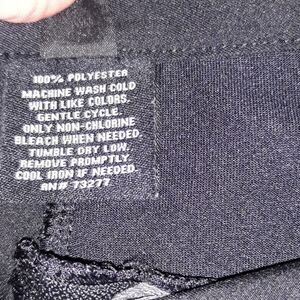 100% POLYESTER
MACHINE WASH COLD
WITH LIKE COLORS.
GENTLE CYCLE.
ONLY NON-CHLORINE
BLEACH WHEN NEEDED.
TUMBLE DRY LOW.
REMOVE PROMPTLY.
COOL IRON IF NEEDED.
RN# 73277